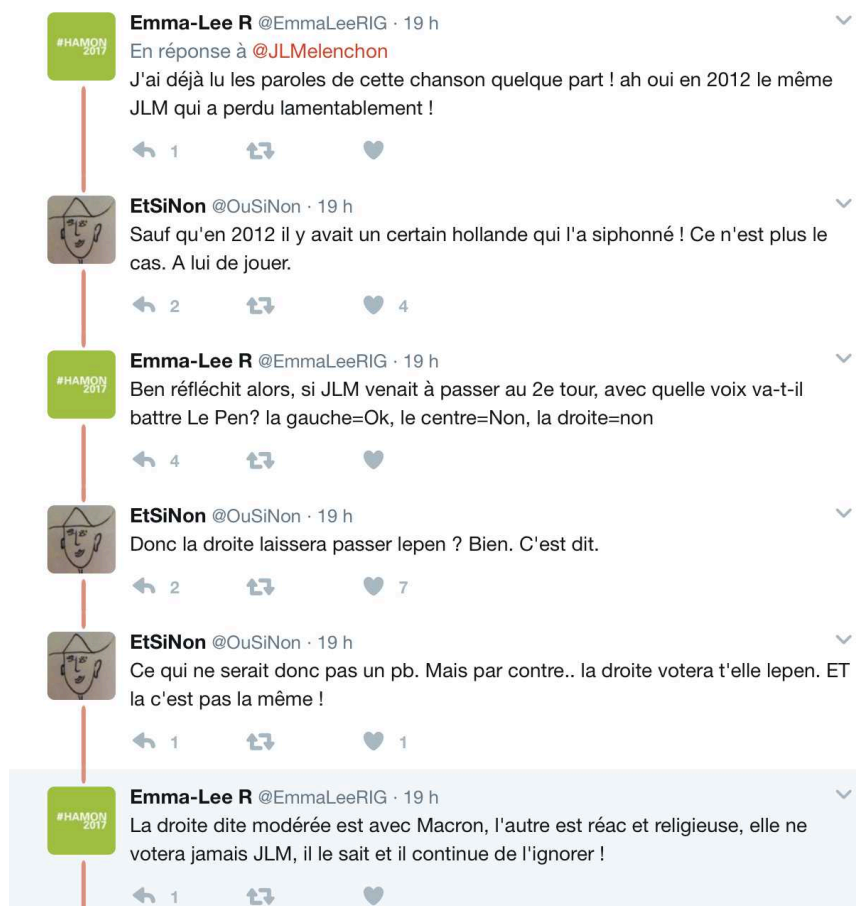 #HAMON
2017
Emma-Lee R @EmmaLeeRIG · 19 h
En réponse à @JLMelenchon
J'ai déjà lu les paroles de cette chanson quelque part ! ah oui en 2012 le même
JLM qui a perdu lamentablement !
1
EtSiNon @OuSiNon · 19 h
Sauf qu'en 2012 il y avait un certain hollande qui l'a siphonné ! Ce n'est plus le
cas. A lui de jouer.
2 4
#HAMON
2017
Emma-Lee R @EmmaLeeRIG · 19 h
Ben réfléchit alors, si JLM venait à passer au 2e tour, avec quelle voix va-t-il
battre Le Pen? la gauche=Ok, le centre=Non, la droite=non
4
EtSiNon @OuSiNon · 19 h
Donc la droite laissera passer lepen ? Bien. C'est dit.
2 7
EtSiNon @OuSiNon · 19 h
Ce qui ne serait donc pas un pb. Mais par contre.. la droite votera t'elle lepen. ET
la c'est pas la même !
1 1
#HAMON
2017
Emma-Lee R @EmmaLeeRIG · 19 h
La droite dite modérée est avec Macron, l'autre est réac et religieuse, elle ne
votera jamais JLM, il le sait et il continue de l'ignorer !
1